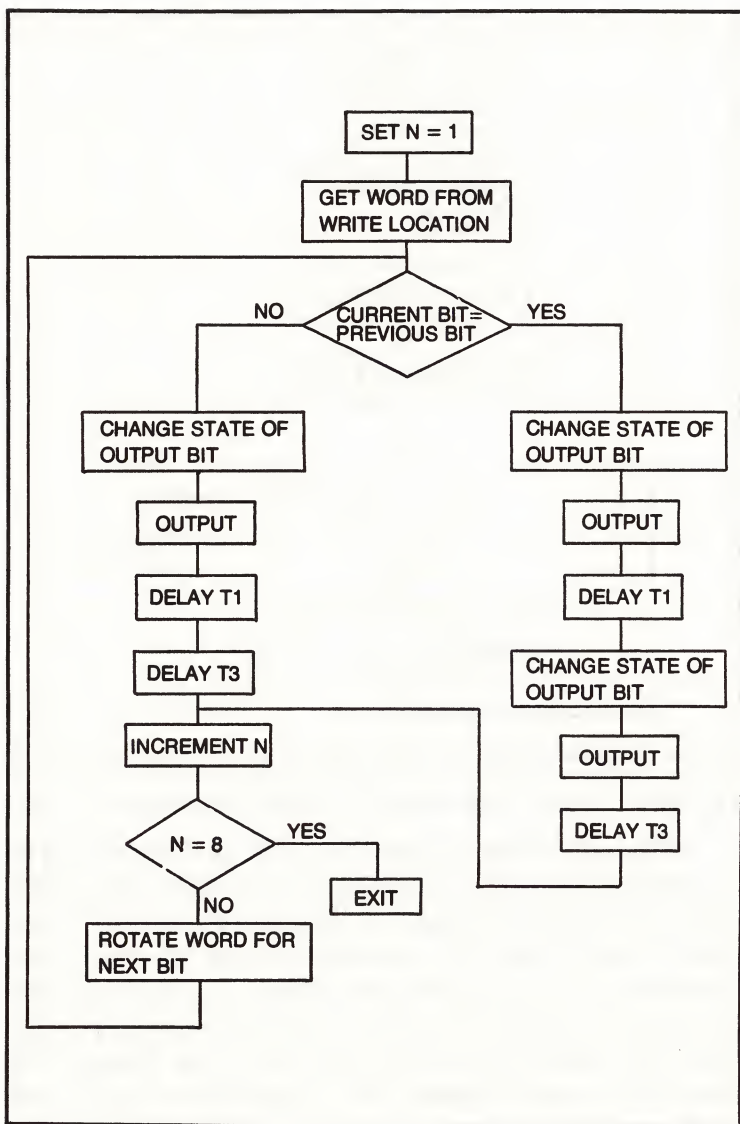 SET N = 1
GET WORD FROM
WRITE LOCATION
NO
CURRENT BIT=
PREVIOUS BIT
YES
CHANGE STATE OF
OUTPUT BIT
OUTPUT
DELAY T1
DELAY T3
INCREMENT N
N = 8
YES
EXIT
NO
ROTATE WORD FOR
NEXT BIT
CHANGE STATE OF
OUTPUT BIT
OUTPUT
DELAY T1
CHANGE STATE OF
OUTPUT BIT
OUTPUT
DELAY T3